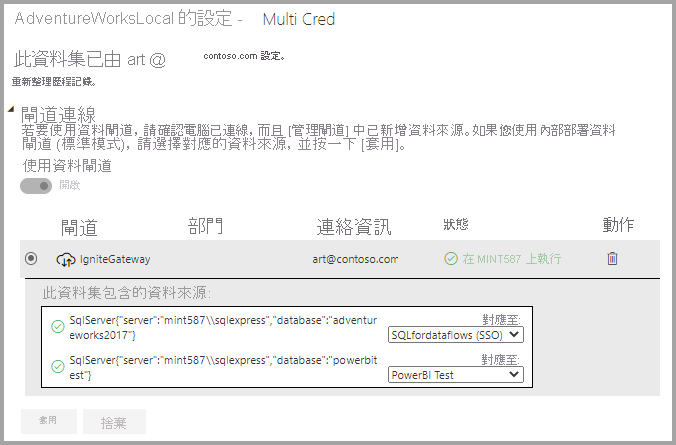 AdventureWorksLocal 的設定 - Multi Cred
此資料集已由 art @ contoso.com 設定。
重新整理歷程記錄。
閘道連線
若要使用資料閘道，請確認電腦已連線，而且 [管理閘道] 中已新增資料來源。如果您使用內部部署資料
閘道 (標準模式)，請選擇對應的資料來源，並按一下 [套用]。
使用資料閘道
開啟
閘道 部門 連絡資訊 狀態 動作
IgniteGateway art@contoso.com 在 MINT587 上執行
此資料集包含的資料來源:
SqlServer{"server":"mint587\\sqlexpress","database":"adventur
eworks2017"}
對應至:
SQLfordataflows (SSO)
SqlServer{"server":"mint587\\sqlexpress","database":"powerbit
est"}
對應至:
PowerBI Test
套用 捨棄